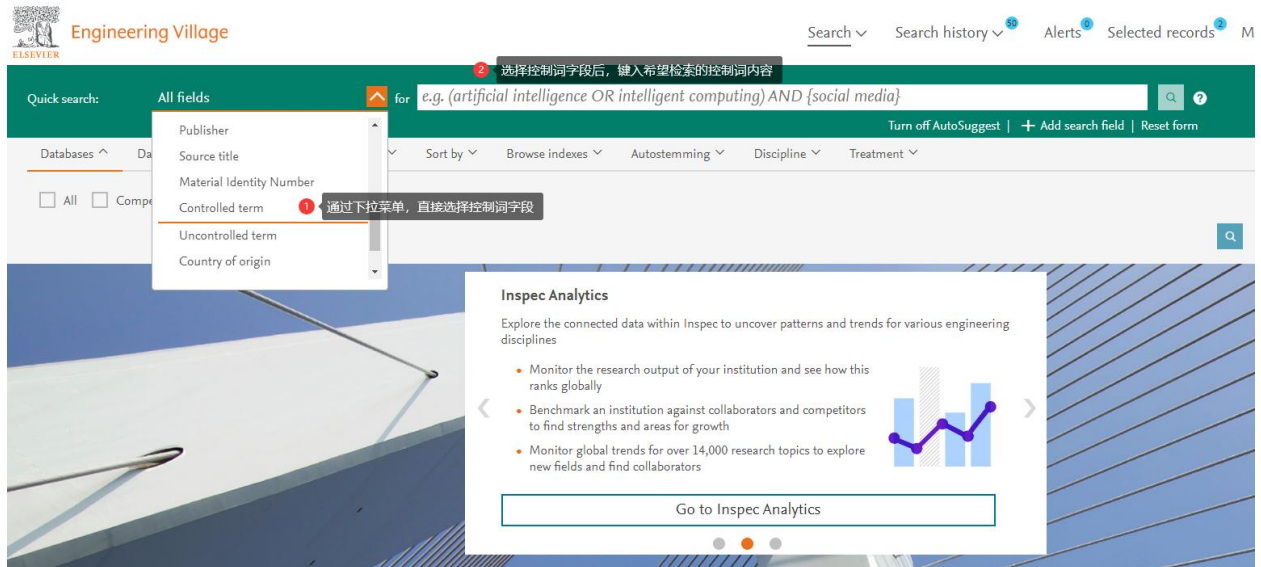 Engineering Village
ELSEVIER
Search
Search history
50
Alerts
0
Selected records
2
M
2
选择控制词字段后，键入希望检索的控制词内容
Quick search:
All fields
for
e.g. (artificial intelligence OR intelligent computing) AND {social media}
?
Turn off AutoSuggest | + Add search field | Reset form
Publisher
Source title
Material Identity Number
Controlled term
Uncontrolled term
Country of origin
Databases
Da
Sort by
Browse indexes
Autostemming
Discipline
Treatment
All
Compe
1
通过下拉菜单，直接选择控制词字段
Inspec Analytics
Explore the connected data within Inspec to uncover patterns and trends for various engineering
disciplines
Monitor the research output of your institution and see how this
ranks globally
Benchmark an institution against collaborators and competitors
to find strengths and areas for growth
Monitor global trends for over 14,000 research topics to explore
new fields and find collaborators
Go to Inspec Analytics